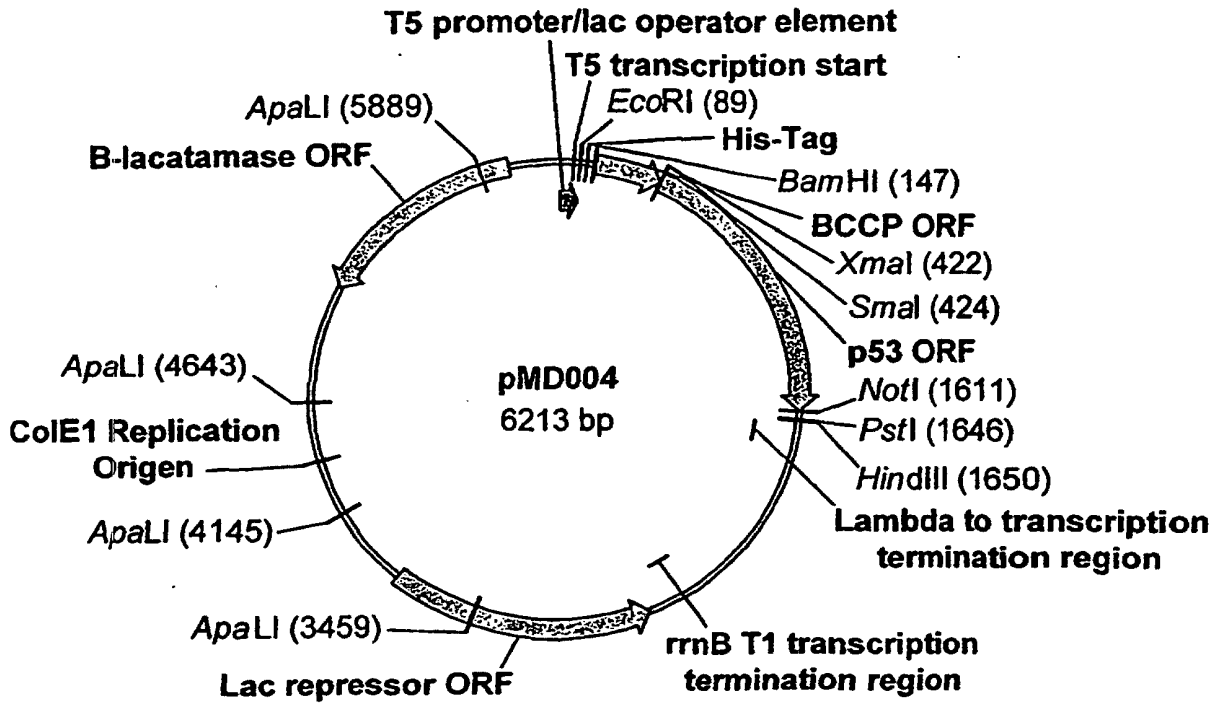 T5 promoter/lac operator element
T5 transcription start
EcoRI (89)
His-Tag
BamHI (147)
BCCP ORF
XmaI (422)
SmaI (424)
p53 ORF
NotI (1611)
PstI (1646)
HindIII (1650)
Lambda to transcription
termination region
rrnB T1 transcription
termination region
Lac repressor ORF
ApaLI (3459)
ApaLI (4145)
ColE1 Replication
Origen
ApaLI (4643)
B-lacatamase ORF
ApaLI (5889)
pMD004
6213 bp